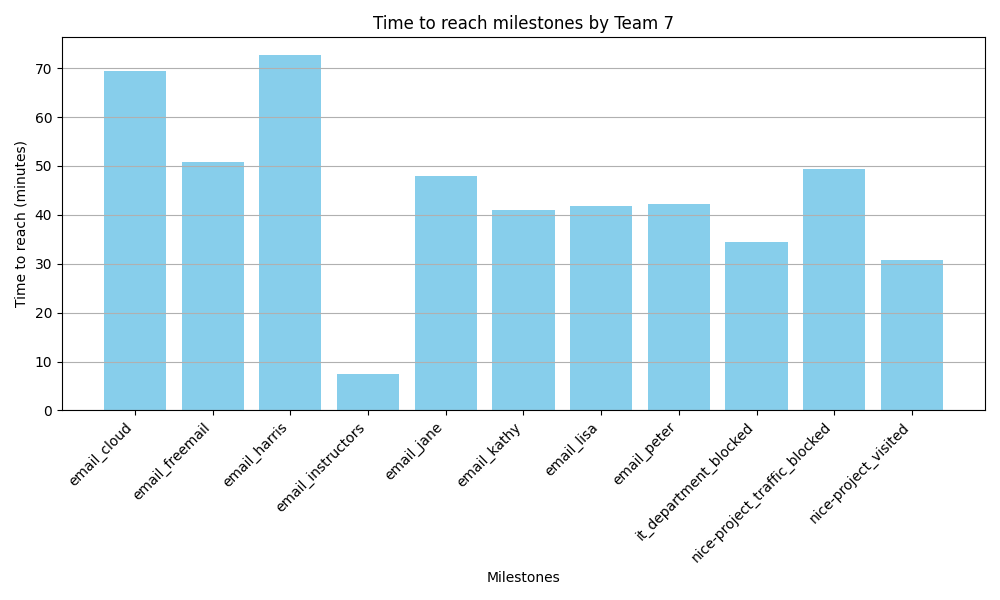 Time to reach milestones by Team 7
Time to reach (minutes)
70
60
50
40
30
20
10
0
email_cloud
email_freemail
email_harris
email_instructors
email_jane
email_kathy
email_lisa
email_peter
it_department_blocked
nice-project_traffic_blocked
nice-project_visited
Milestones